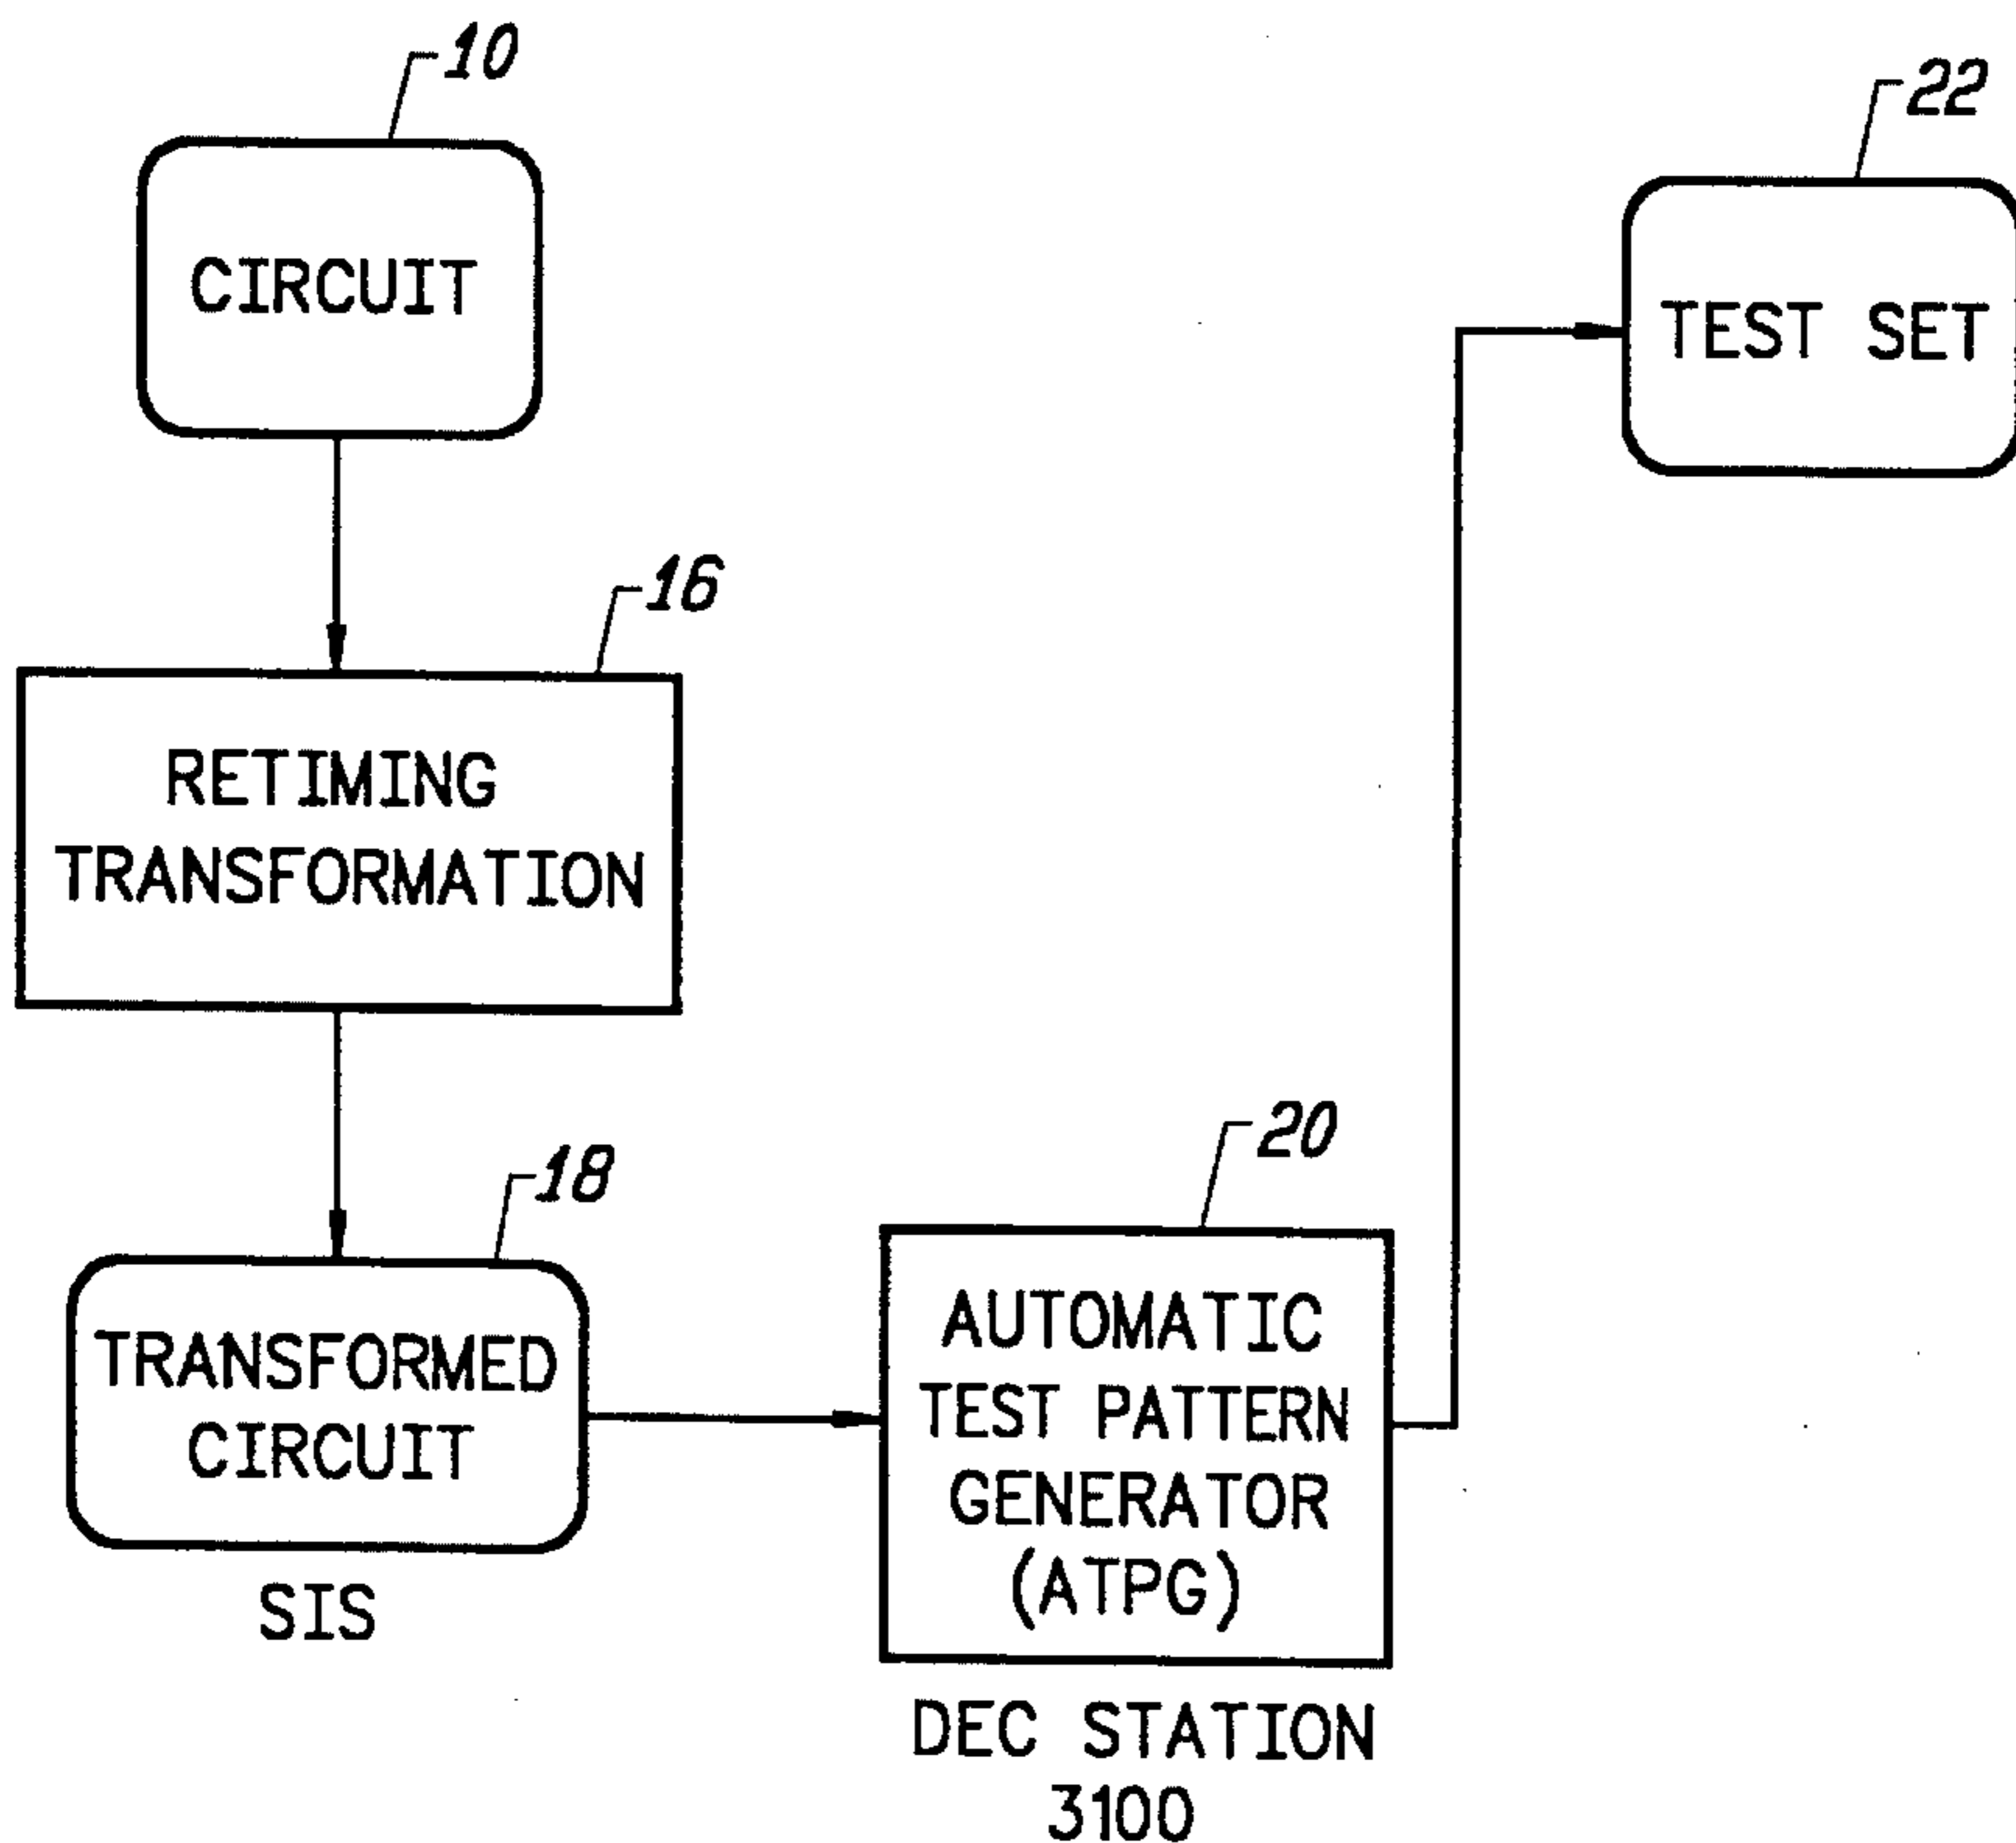 10
CIRCUIT
22
TEST SET
16
RETIMING
TRANSFORMATION
18
TRANSFORMED
CIRCUIT
SIS
20
AUTOMATIC
TEST PATTERN
GENERATOR
(ATPG)
DEC STATION
3100